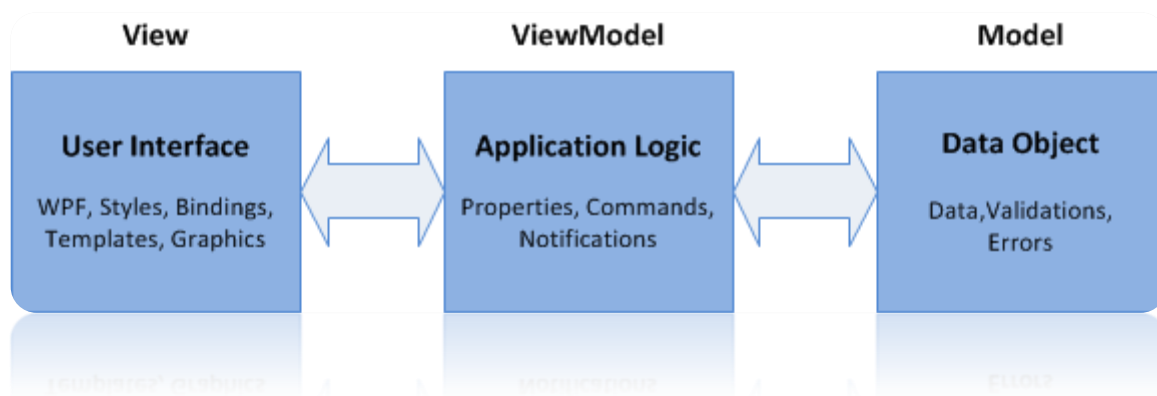 View
ViewModel
Model
User Interface
WPF, Styles, Bindings,
Templates, Graphics
Application Logic
Properties, Commands,
Notifications
Data Object
Data,Validations,
Errors